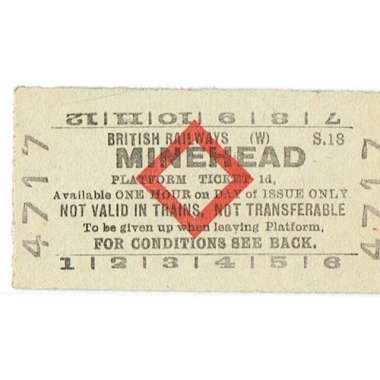 12|11|10|9|8|7
BRITISH RAILWAYS (W) S.18
MINEHEAD
PLATFORM TICKET 1d,
Available ONE HOUR on DAY of ISSUE ONLY
NOT VALID IN TRAINS. NOT TRANSFERABLE
To be given up when leaving Platform,
FOR CONDITIONS SEE BACK.
1|2|3|4|5|6
4717
4717